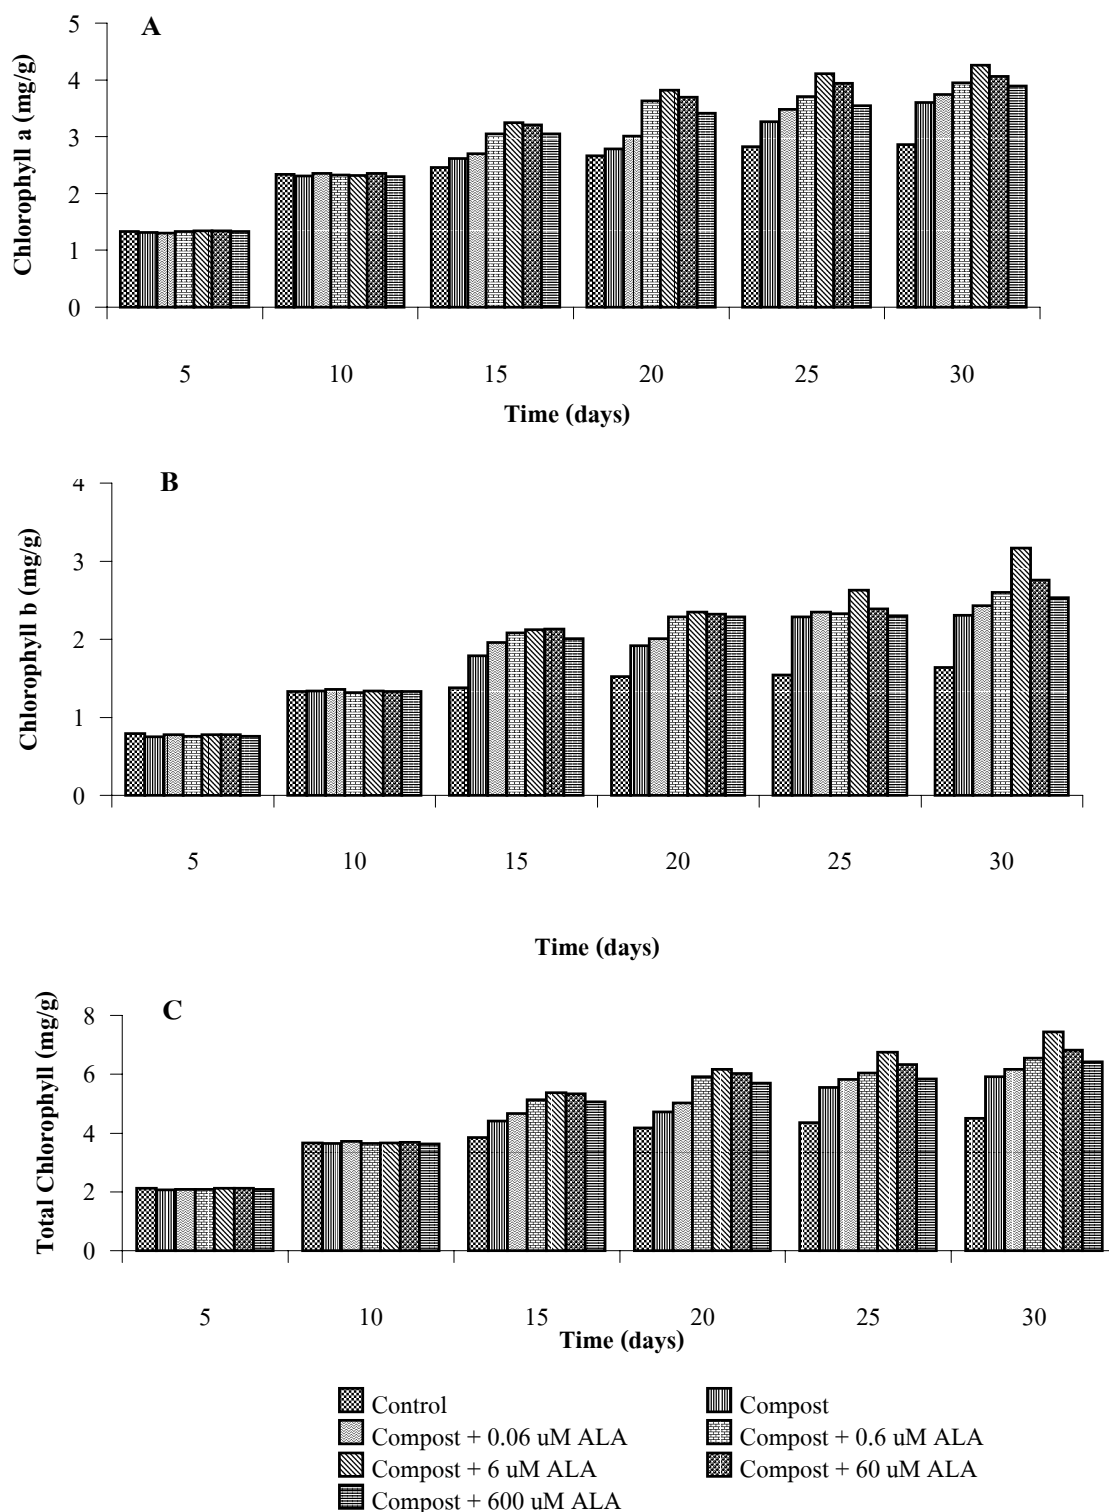 A
5
4
3
2
1
0
Chlorophyll a (mg/g)
5 10 15 20 25 30
Time (days)
B
4
3
2
1
0
Chlorophyll b (mg/g)
5 10 15 20 25 30
Time (days)
C
8
6
4
2
0
Total Chlorophyll (mg/g)
5 10 15 20 25 30
Time (days)
Control Compost
Compost + 0.06 uM ALA Compost + 0.6 uM ALA
Compost + 6 uM ALA Compost + 60 uM ALA
Compost + 600 uM ALA